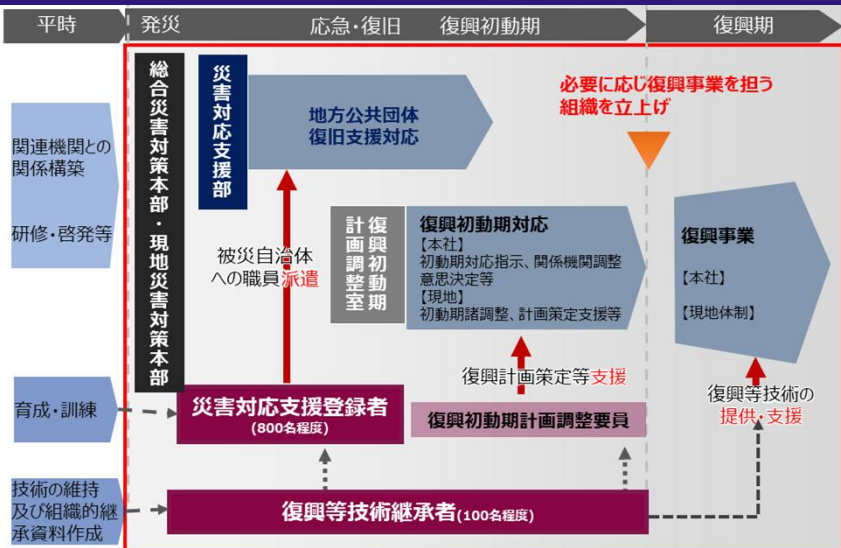 平時
発災
応急・復旧
復興初動期
復興期
関連機関との
関係構築
研修・啓発等
総合災害対策本部・現地災害対策本部
災害対応支援部
地方公共団体
復旧支援対応
必要に応じ復興事業を担う
組織を立上げ
被災自治体
への職員派遣
復興初動期
計画調整室
復興初動期対応
【本社】
初動期対応指示、関係機関調整
意思決定等
【現地】
初動期諸調整、計画策定支援等
復興事業
【本社】
【現地体制】
復興計画策定等支援
復興等技術の
提供・支援
育成・訓練
災害対応支援登録者
(800名程度)
復興初動期計画調整要員
技術の維持
及び組織的継
承資料作成
復興等技術継承者(100名程度)